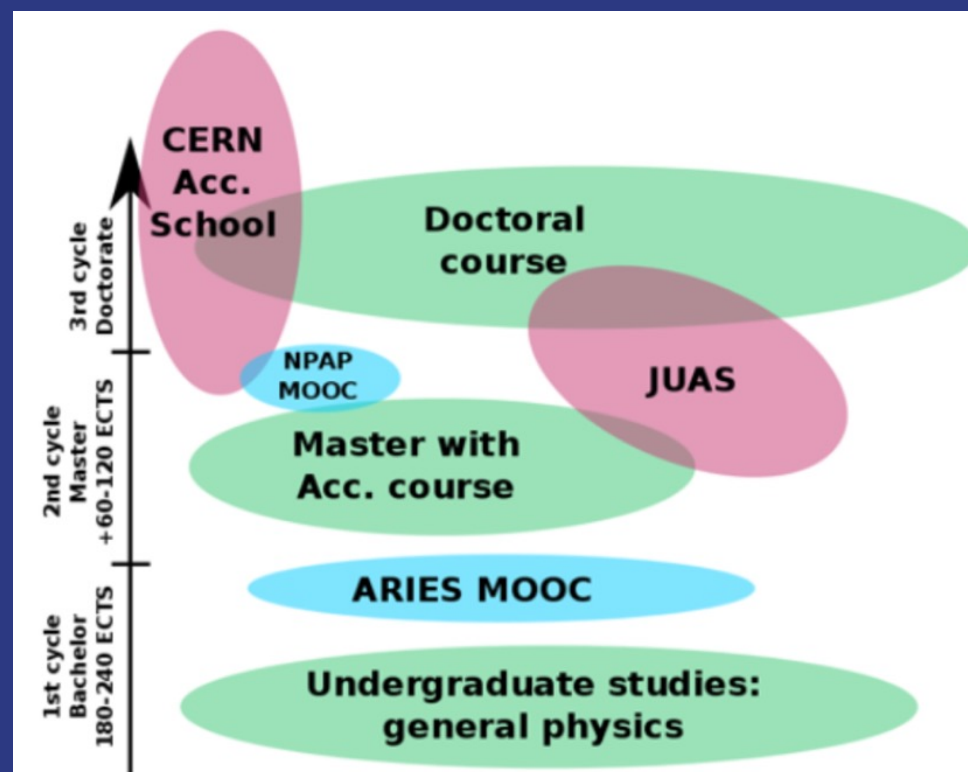 CERN
Acc.
School
Doctoral
course
3rd cycle
Doctorate
NPAP
MOOC
JUAS
2nd cycle
Master
+60-120 ECTS
Master with
Acc. course
ARIES MOOC
1st cycle
Bachelor
180-240 ECTS
Undergraduate studies:
general physics